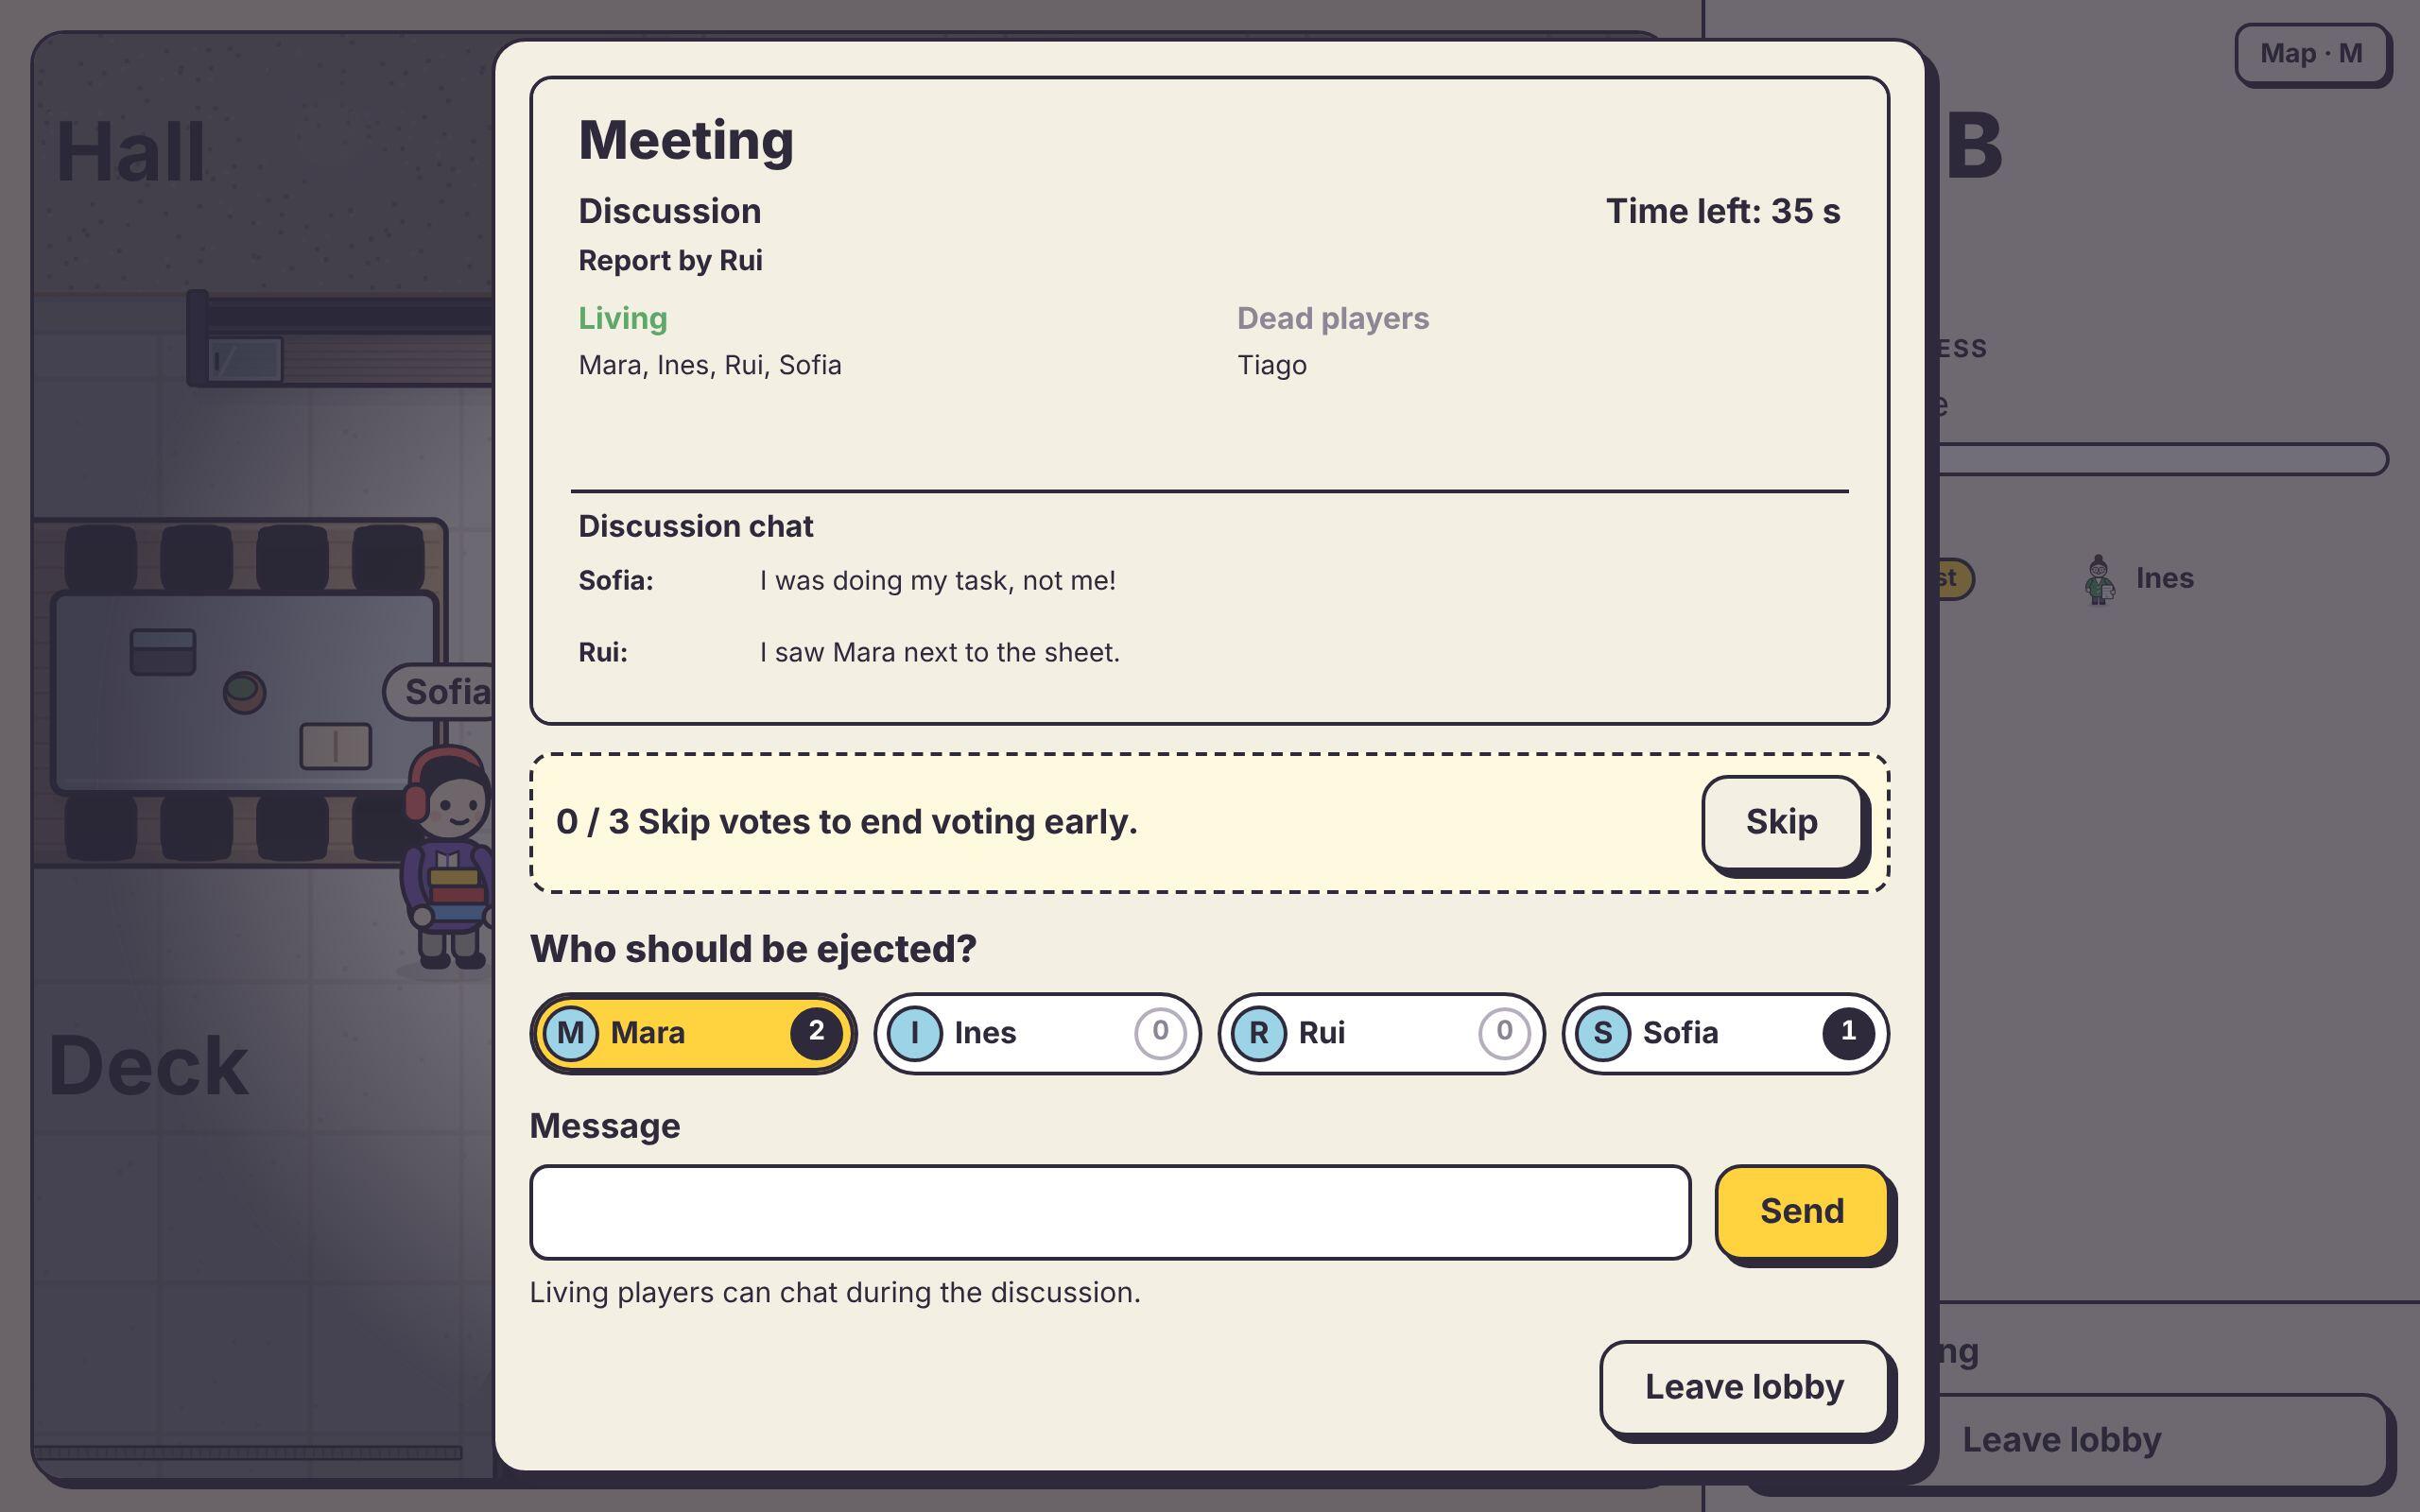 Map · M
Hall
B
Meeting
Discussion
Time left: 35 s
Report by Rui
Living
Dead players
Mara, Ines, Rui, Sofia
Tiago
Discussion chat
Sofia: I was doing my task, not me!
Rui: I saw Mara next to the sheet.
Ines
Sofia
0 / 3 Skip votes to end voting early.
Skip
Who should be ejected?
M Mara 2
I Ines 0
R Rui 0
S Sofia 1
Deck
Message
Send
Living players can chat during the discussion.
Leave lobby
Leave lobby